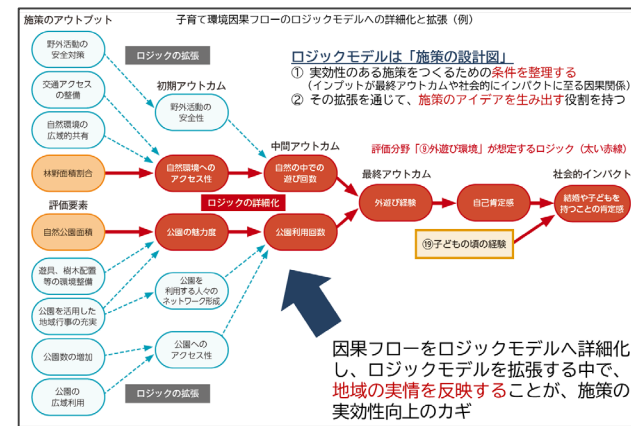 施策のアウトプット
子育て環境因果フローのロジックモデルへの詳細化と拡張（例）
野外活動の
安全対策
ロジックの拡張
交通アクセス
の整備
初期アウトカム
自然環境の
広域的共有
野外活動の
安全性
ロジックモデルは「施策の設計図」
① 実効性のある施策をつくるための条件を整理する
（インプットが最終アウトカムや社会的にインパクトに至る因果関係）
② その拡張を通じて、施策のアイデアを生み出す役割を持つ
中間アウトカム
評価分野「⑨外遊び環境」が想定するロジック（太い赤線）
林野面積割合
自然環境への
アクセス性
自然の中での
遊び回数
最終アウトカム
社会的インパクト
評価要素
ロジックの詳細化
外遊び経験
自己肯定感
結婚や子どもを
持つことの肯定感
自然公園面積
公園の魅力度
公園利用回数
⑲子どもの頃の経験
遊具、樹木配置
等の環境整備
公園を
利用する人々の
ネットワーク形成
公園を活用した
地域行事の充実
公園数の増加
公園への
アクセス性
公園の
広域利用
ロジックの拡張
因果フローをロジックモデルへ詳細化
し、ロジックモデルを拡張する中で、
地域の実情を反映することが、施策の
実効性向上のカギ